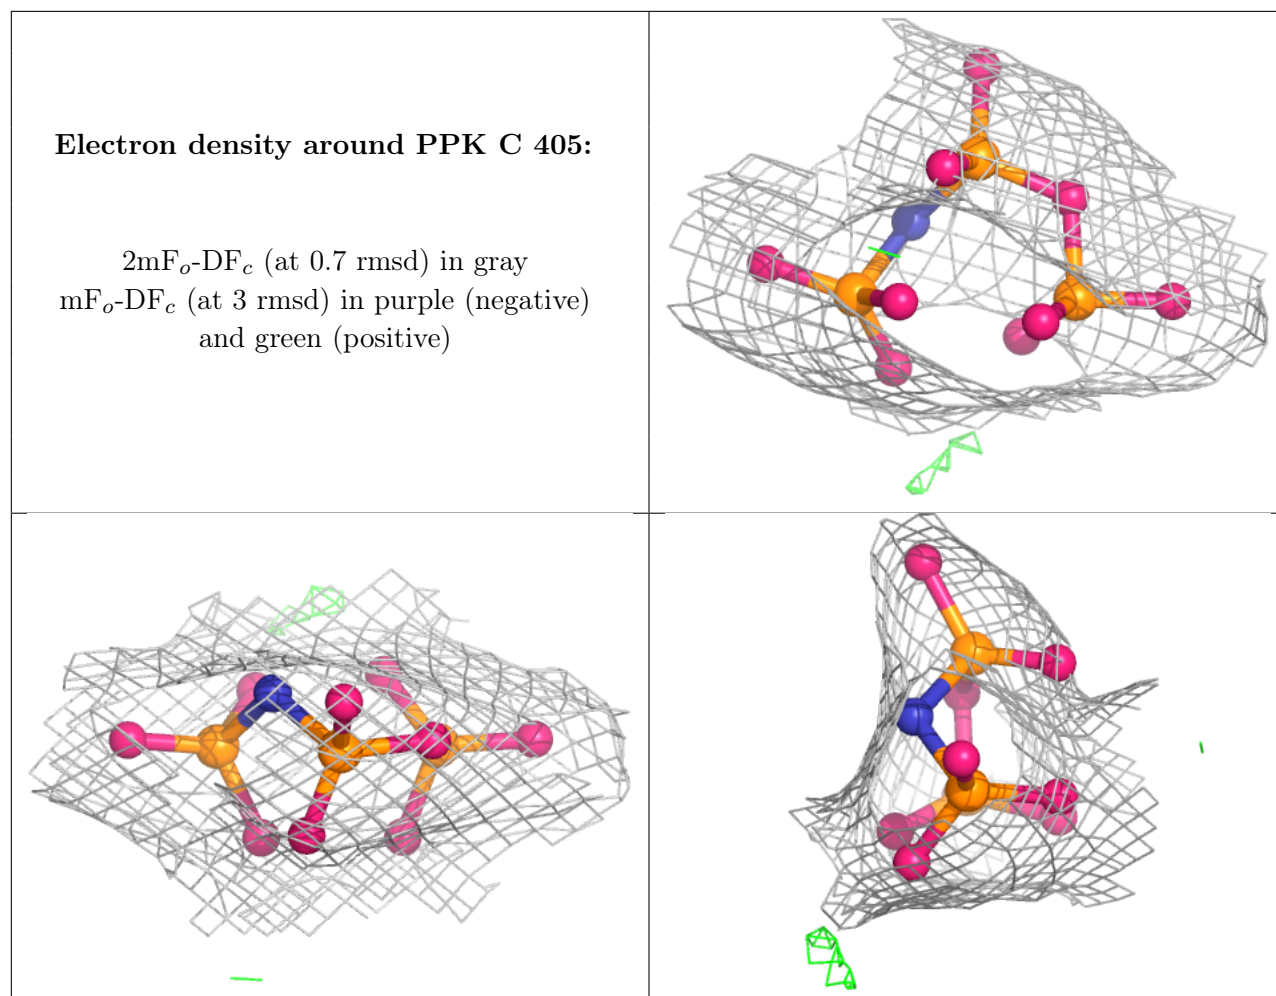 Electron density around PPK C 405:
2mFo-DFc (at 0.7 rmsd) in gray
mFo-DFc (at 3 rmsd) in purple (negative)
and green (positive)